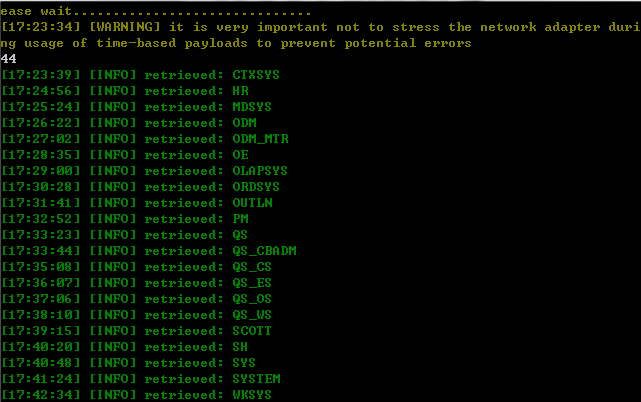 ease wait..............................
[17:23:34] [WARNING] it is very important not to stress the network adapter duri
ng usage of time-based payloads to prevent potential errors
44
[17:23:39] [INFO] retrieved: CTXSYS
[17:24:56] [INFO] retrieved: HR
[17:25:24] [INFO] retrieved: MDSYS
[17:26:22] [INFO] retrieved: ODM
[17:27:02] [INFO] retrieved: ODM_MTR
[17:28:35] [INFO] retrieved: OE
[17:29:00] [INFO] retrieved: OLAPSYS
[17:30:28] [INFO] retrieved: ORDSYS
[17:31:41] [INFO] retrieved: OUTLN
[17:32:52] [INFO] retrieved: PM
[17:33:23] [INFO] retrieved: QS
[17:33:44] [INFO] retrieved: QS_CBADM
[17:35:08] [INFO] retrieved: QS_CS
[17:36:07] [INFO] retrieved: QS_ES
[17:37:06] [INFO] retrieved: QS_OS
[17:38:10] [INFO] retrieved: QS_WS
[17:39:15] [INFO] retrieved: SCOTT
[17:40:20] [INFO] retrieved: SH
[17:40:48] [INFO] retrieved: SYS
[17:41:24] [INFO] retrieved: SYSTEM
[17:42:34] [INFO] retrieved: WKSYS